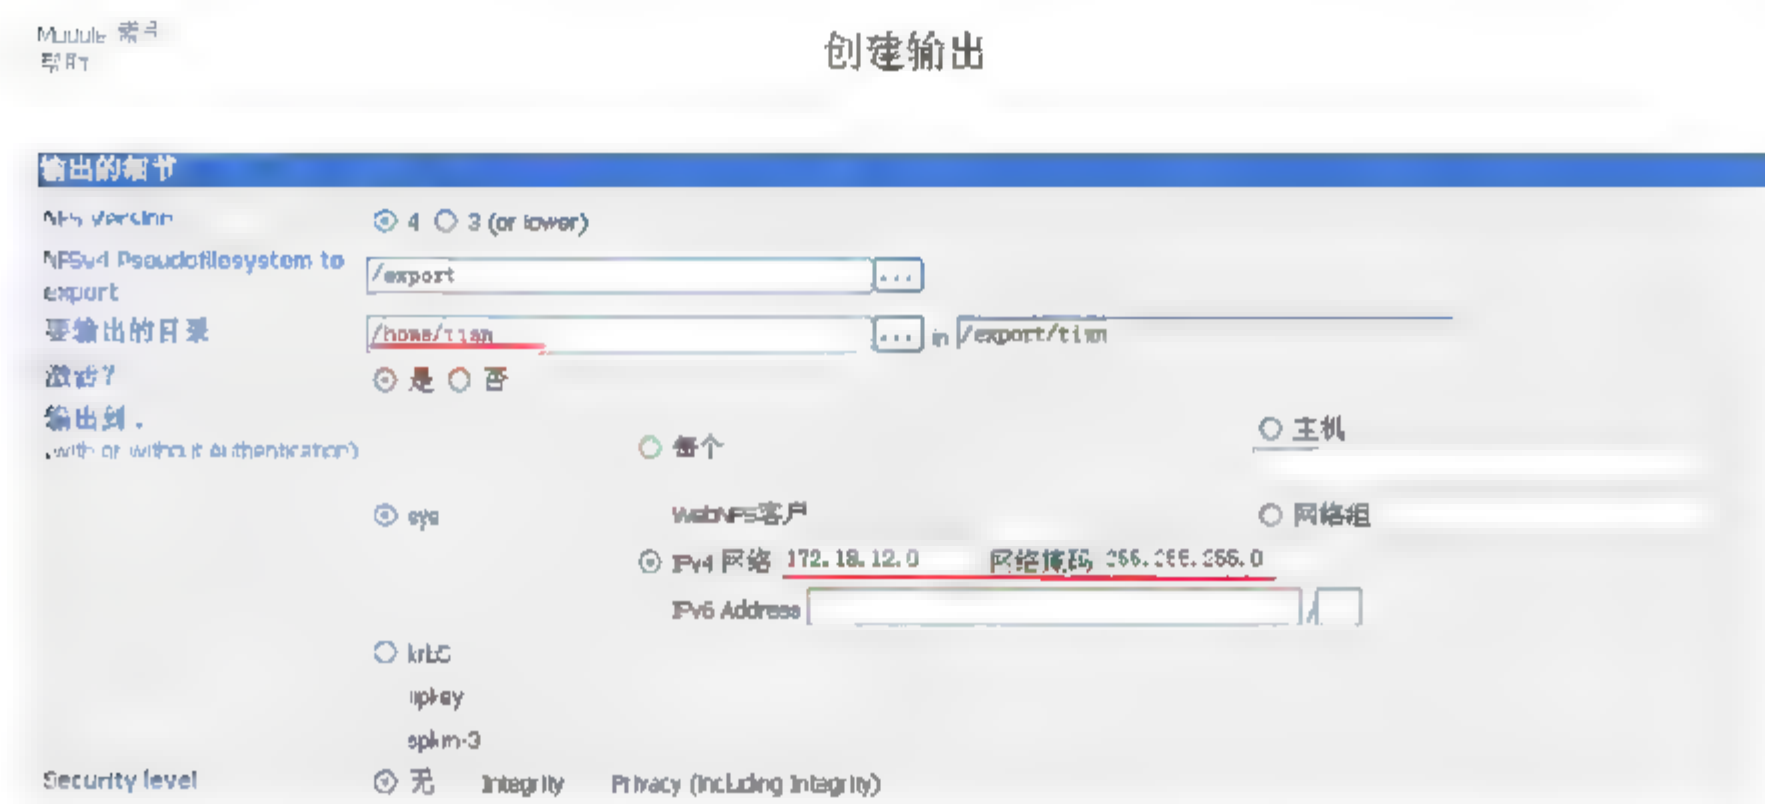 Module 索引
帮助
创建输出
输出的细节
NFS Version 4 3 (or lower)
NFSv4 Pseudofilesystem to export /export ...
要输出的目录 /home/tian ... in /export/tian
激活? 是 否
输出到.
(with or without authentication)
每个 主机
sys WebNFS客户 网络组
IPv4 网络 172.18.12.0 网络掩码 255.255.255.0
IPv6 Address /
krb5
lipkey
spkm-3
Security level 无 Integrity Privacy (including Integrity)